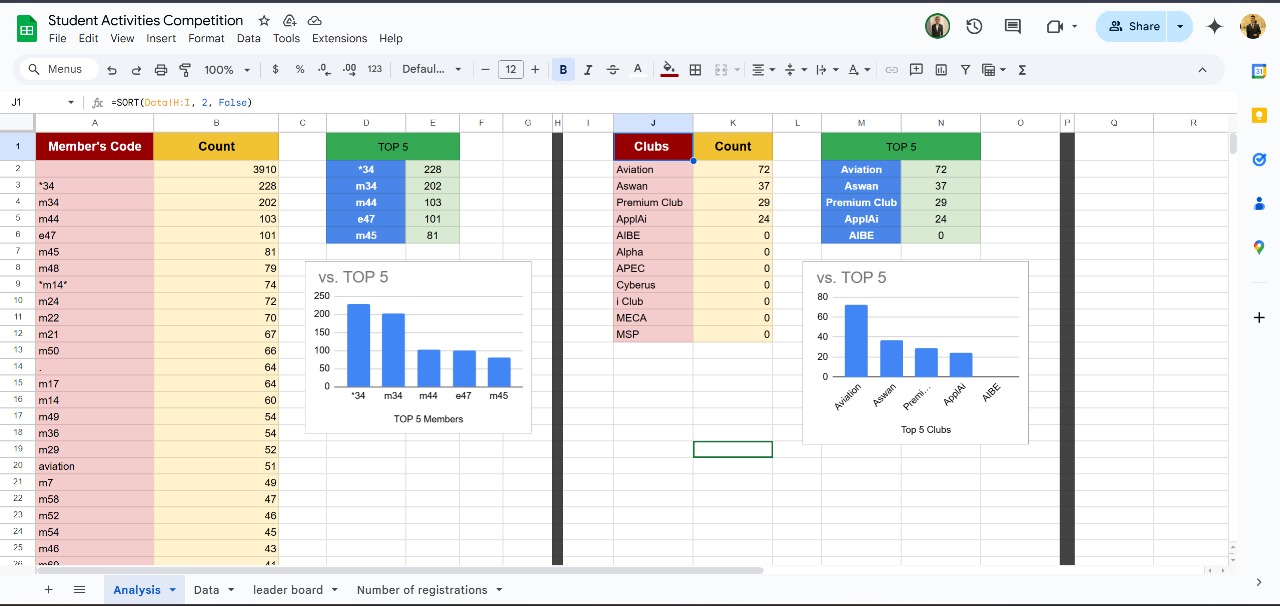 Student Activities Competition
File Edit View Insert Format Data Tools Extensions Help
Share
Menus 100% $ % .0 .00 123 Defaul... 12 B I A
J1 fx =SORT(Data!H:I, 2, False)
A B C D E F G H I J K L M N O P Q R
1 Member's Code Count TOP 5 Clubs Count TOP 5
2 3910 *34 228 Aviation 72 Aviation 72
3 *34 228 m34 202 Aswan 37 Aswan 37
4 m34 202 m44 103 Premium Club 29 Premium Club 29
5 m44 103 e47 101 ApplAi 24 ApplAi 24
6 e47 101 m45 81 AIBE 0 AIBE 0
7 m45 81 Alpha 0
8 m48 79 APEC 0
9 *m14* 74 Cyberus 0
10 m24 72 i Club 0
11 m22 70 MECA 0
12 m21 67 MSP 0
13 m50 66
14 . 64
15 m17 64
16 m14 60
17 m49 54
18 m36 54
19 m29 52
20 aviation 51
21 m7 49
22 m58 47
23 m52 46
24 m54 45
25 m46 43
vs. TOP 5
250
200
150
100
50
0
*34 m34 m44 e47 m45
TOP 5 Members
vs. TOP 5
80
60
40
20
0
Aviation Aswan Premi... ApplAi AIBE
Top 5 Clubs
Analysis Data leader board Number of registrations